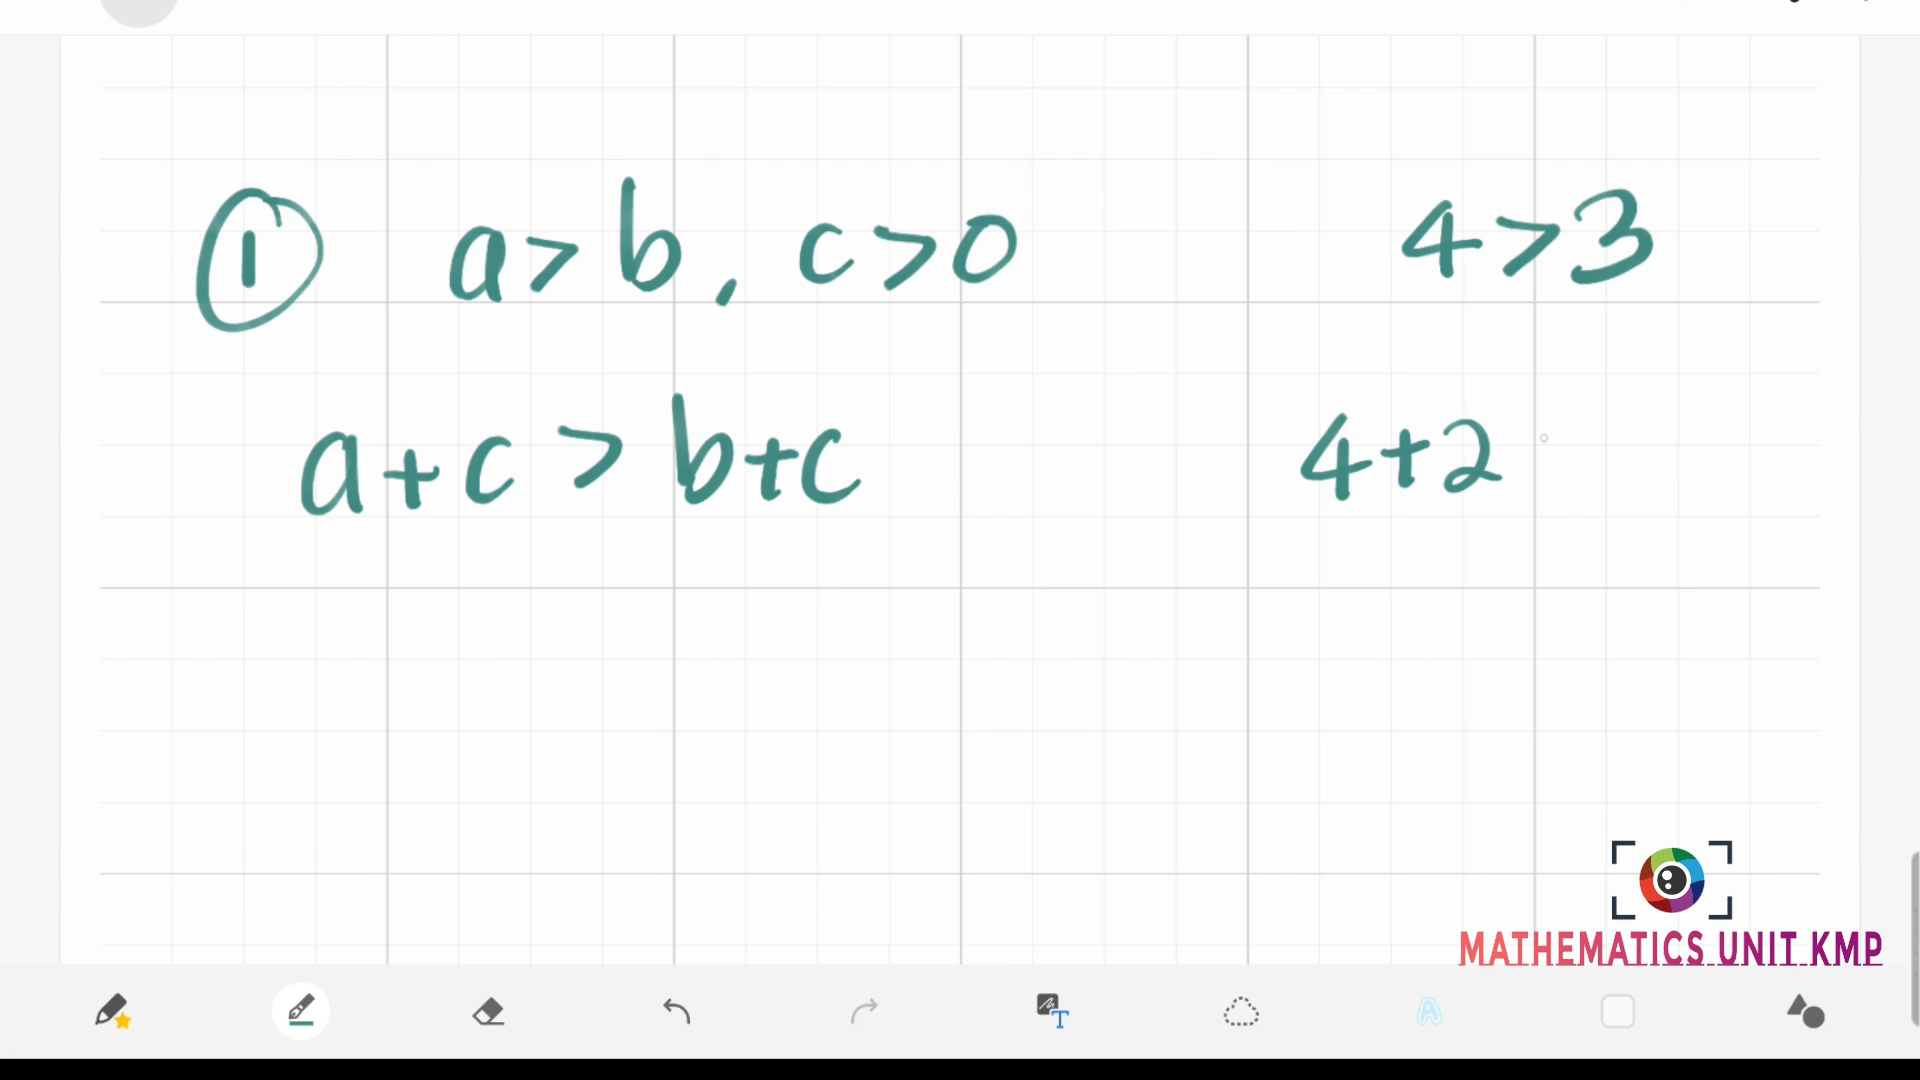 ① a > b, c > 0
4 > 3
a + c > b + c
4 + 2
MATHEMATICS UNIT KMP